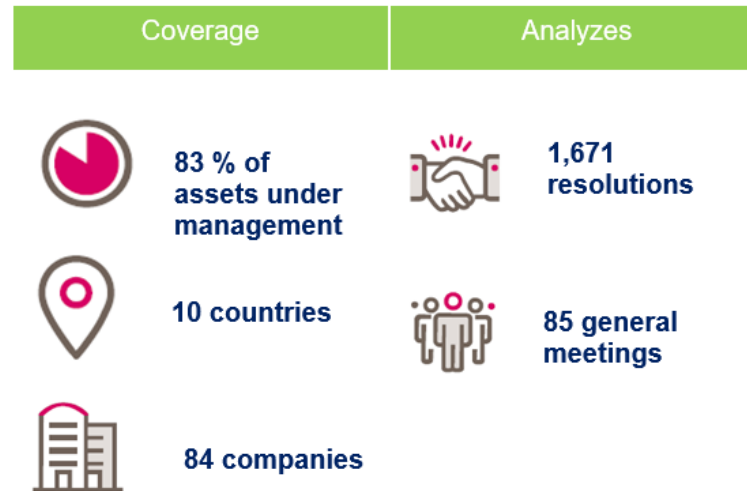 Coverage
Analyzes
83 % of
assets under
management
1,671
resolutions
10 countries
85 general
meetings
84 companies